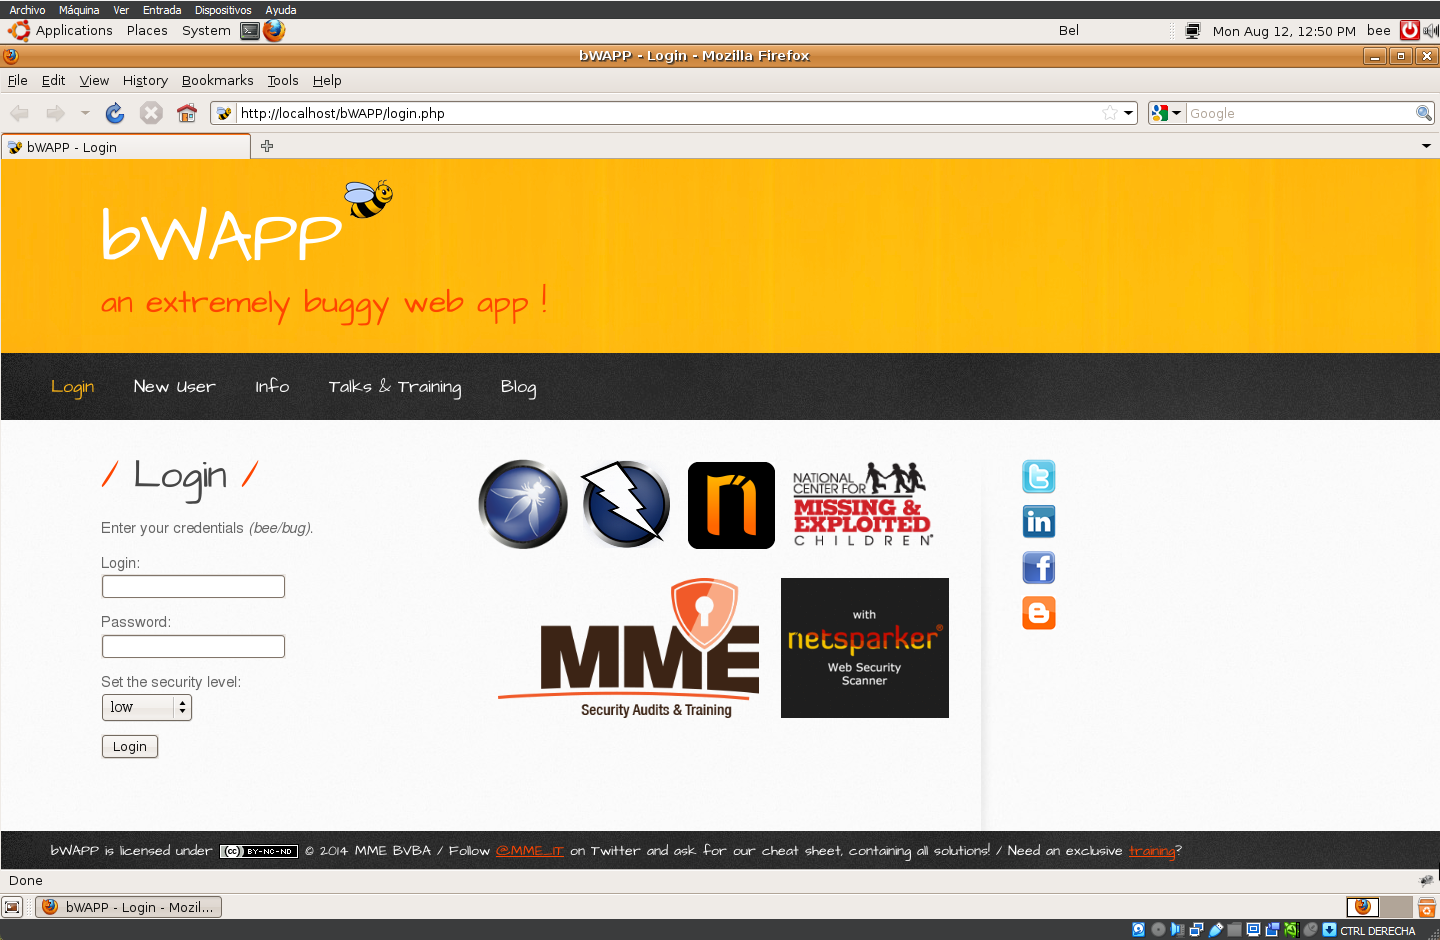 Archivo Máquina Ver Entrada Dispositivos Ayuda
Applications Places System Bel Mon Aug 12, 12:50 PM bee
bWAPP - Login - Mozilla Firefox
File Edit View History Bookmarks Tools Help
http://localhost/bWAPP/login.php Google
bWAPP - Login
bWAPP
an extremely buggy web app !
Login New User Info Talks & Training Blog
/ Login /
Enter your credentials (bee/bug).
Login:
Password:
Set the security level:
low
Login
NATIONAL
CENTER FOR
MISSING &
EXPLOITED
CHILDREN®
MME
Security Audits & Training
with
netsparker®
Web Security
Scanner
bWAPP is licensed under (cc) BY-NC-ND © 2014 MME BVBA / Follow @MME_IT on Twitter and ask for our cheat sheet, containing all solutions! / Need an exclusive training?
Done
bWAPP - Login - Mozil...
CTRL DERECHA